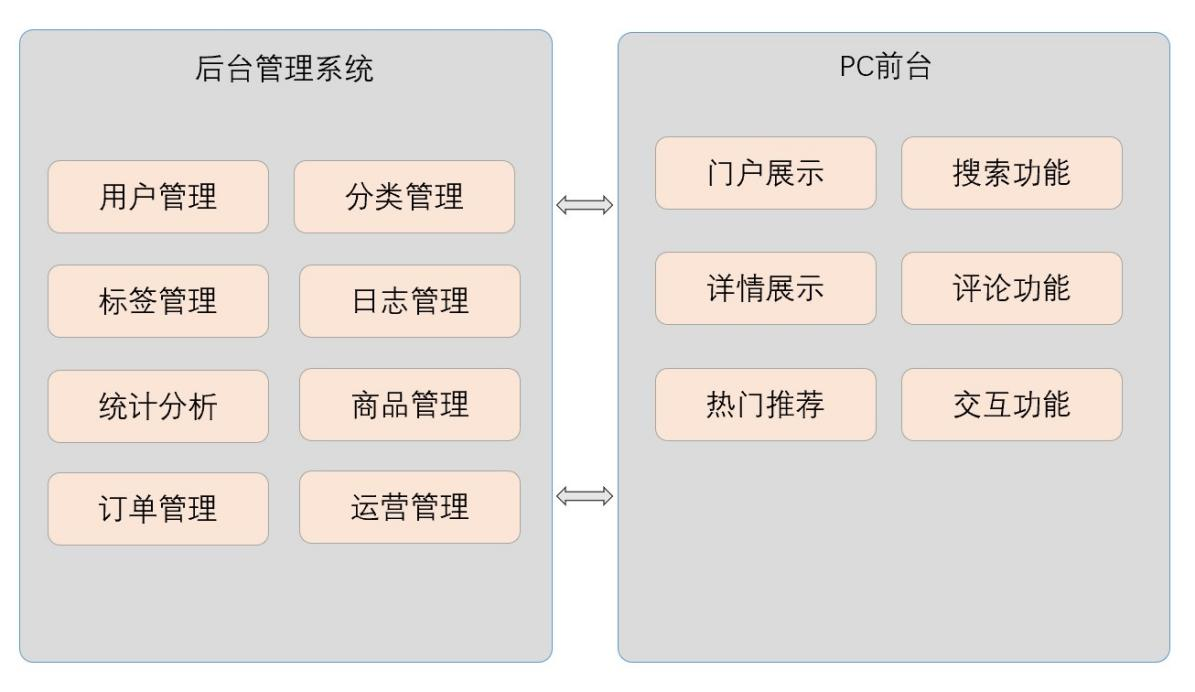 后台管理系统
用户管理
分类管理
标签管理
日志管理
统计分析
商品管理
订单管理
运营管理
PC前台
门户展示
搜索功能
详情展示
评论功能
热门推荐
交互功能